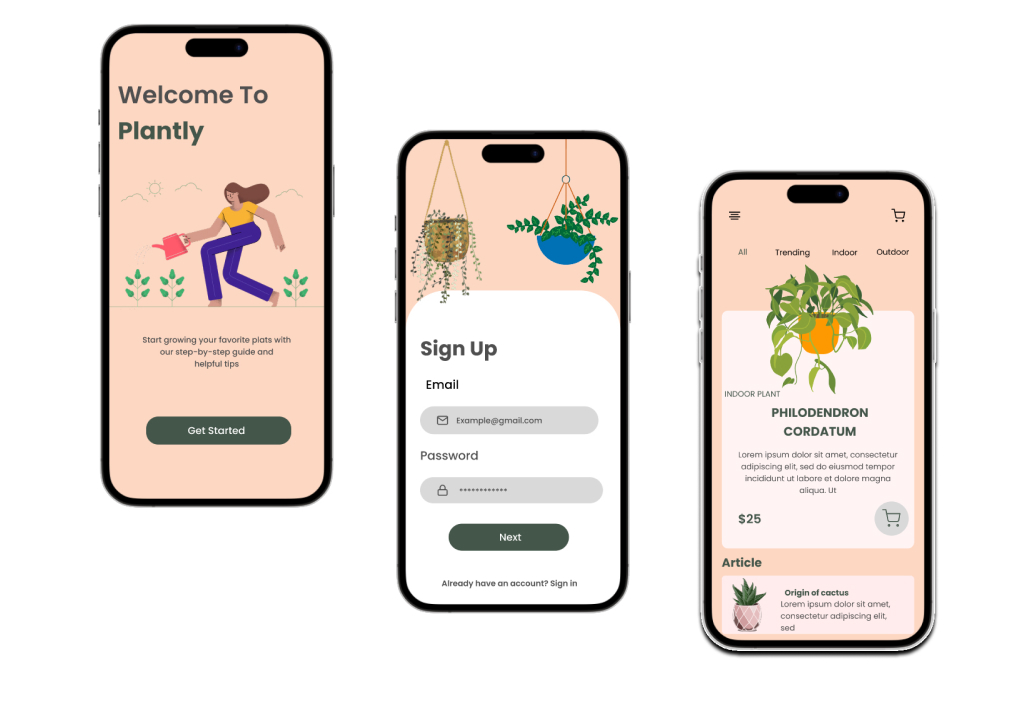 Welcome To
Plantly
Start growing your favorite plats with
our step-by-step guide and
helpful tips
Get Started
Sign Up
Email
Example@gmail.com
Password
************
Next
Already have an account? Sign in
All Trending Indoor Outdoor
INDOOR PLANT
PHILODENDRON
CORDATUM
Lorem ipsum dolor sit amet, consectetur
adipiscing elit, sed do eiusmod tempor
incididunt ut labore et dolore magna
aliqua. Ut
$25
Article
Origin of cactus
Lorem ipsum dolor sit amet,
consectetur adipiscing elit,
sed